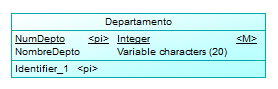 Departamento
NumDepto <pi> Integer <M>
NombreDepto Variable characters (20)
Identifier_1 <pi>